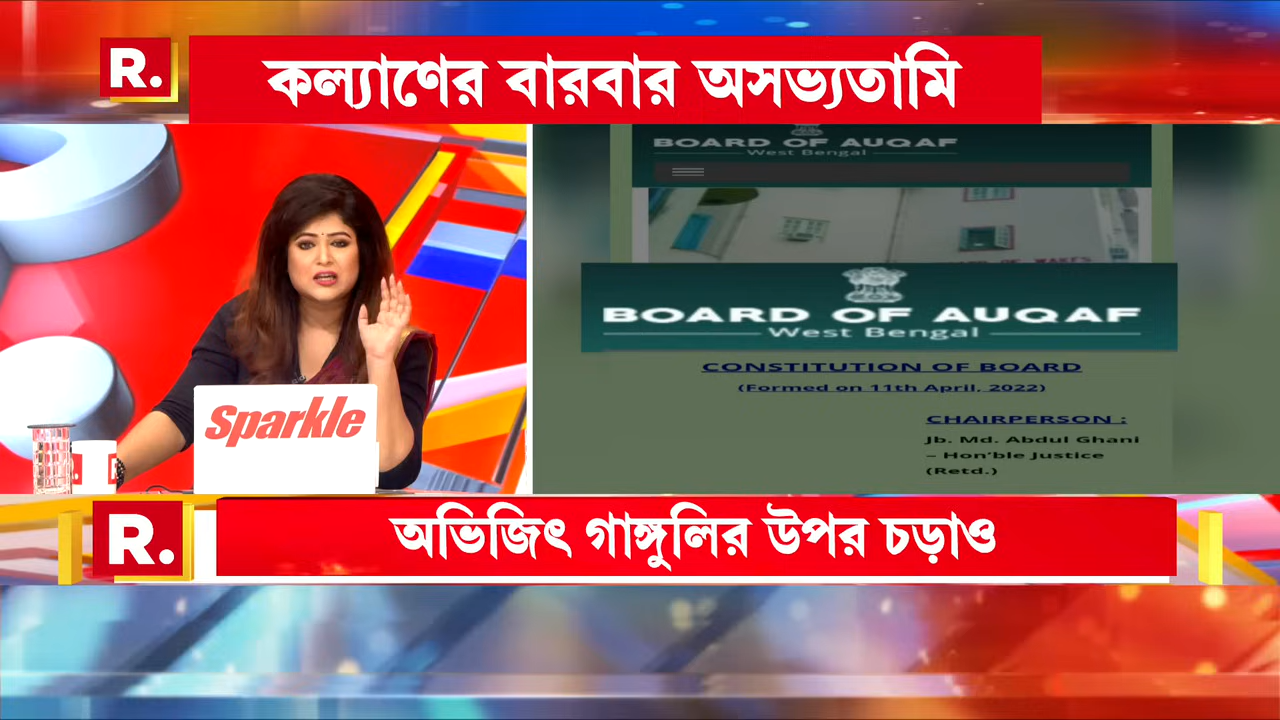 R.
কল্যাণের বারবার অসভ্যতামি
BOARD OF AUQAF
West Bengal
BOARD OF AUQAF
West Bengal
CONSTITUTION OF BOARD
(Formed on 11th April, 2022)
CHAIRPERSON :
Jb. Md. Abdul Ghani
– Hon'ble Justice
(Retd.)
Sparkle
R.
R.
অভিজিৎ গাঙ্গুলির উপর চড়াও